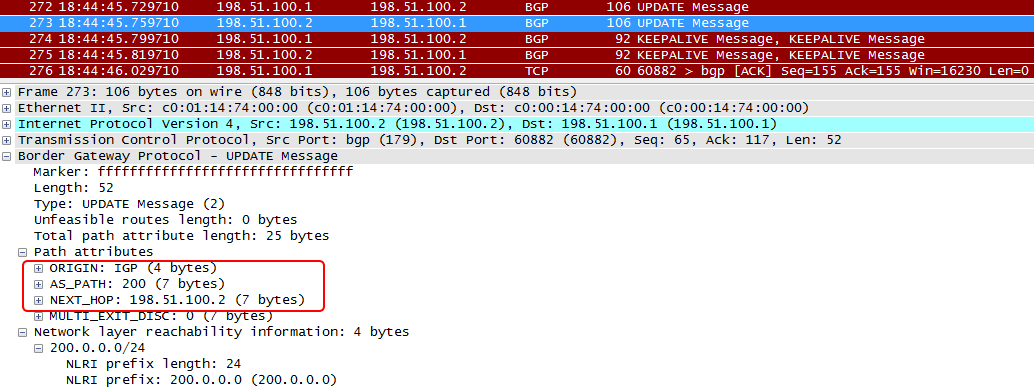 272 18:44:45.729710 198.51.100.1 198.51.100.2 BGP 106 UPDATE Message
273 18:44:45.759710 198.51.100.2 198.51.100.1 BGP 106 UPDATE Message
274 18:44:45.799710 198.51.100.1 198.51.100.2 BGP 92 KEEPALIVE Message, KEEPALIVE Message
275 18:44:45.819710 198.51.100.2 198.51.100.1 BGP 92 KEEPALIVE Message, KEEPALIVE Message
276 18:44:46.029710 198.51.100.1 198.51.100.2 TCP 60 60882 > bgp [ACK] Seq=155 Ack=155 Win=16230 Len=0
Frame 273: 106 bytes on wire (848 bits), 106 bytes captured (848 bits)
Ethernet II, Src: c0:01:14:74:00:00 (c0:01:14:74:00:00), Dst: c0:00:14:74:00:00 (c0:00:14:74:00:00)
Internet Protocol Version 4, Src: 198.51.100.2 (198.51.100.2), Dst: 198.51.100.1 (198.51.100.1)
Transmission Control Protocol, Src Port: bgp (179), Dst Port: 60882 (60882), Seq: 65, Ack: 117, Len: 52
Border Gateway Protocol - UPDATE Message
Marker: ffffffffffffffffffffffffffffffff
Length: 52
Type: UPDATE Message (2)
Unfeasible routes length: 0 bytes
Total path attribute length: 25 bytes
Path attributes
ORIGIN: IGP (4 bytes)
AS_PATH: 200 (7 bytes)
NEXT_HOP: 198.51.100.2 (7 bytes)
MULTI_EXIT_DISC: 0 (7 bytes)
Network layer reachability information: 4 bytes
200.0.0.0/24
NLRI prefix length: 24
NLRI prefix: 200.0.0.0 (200.0.0.0)